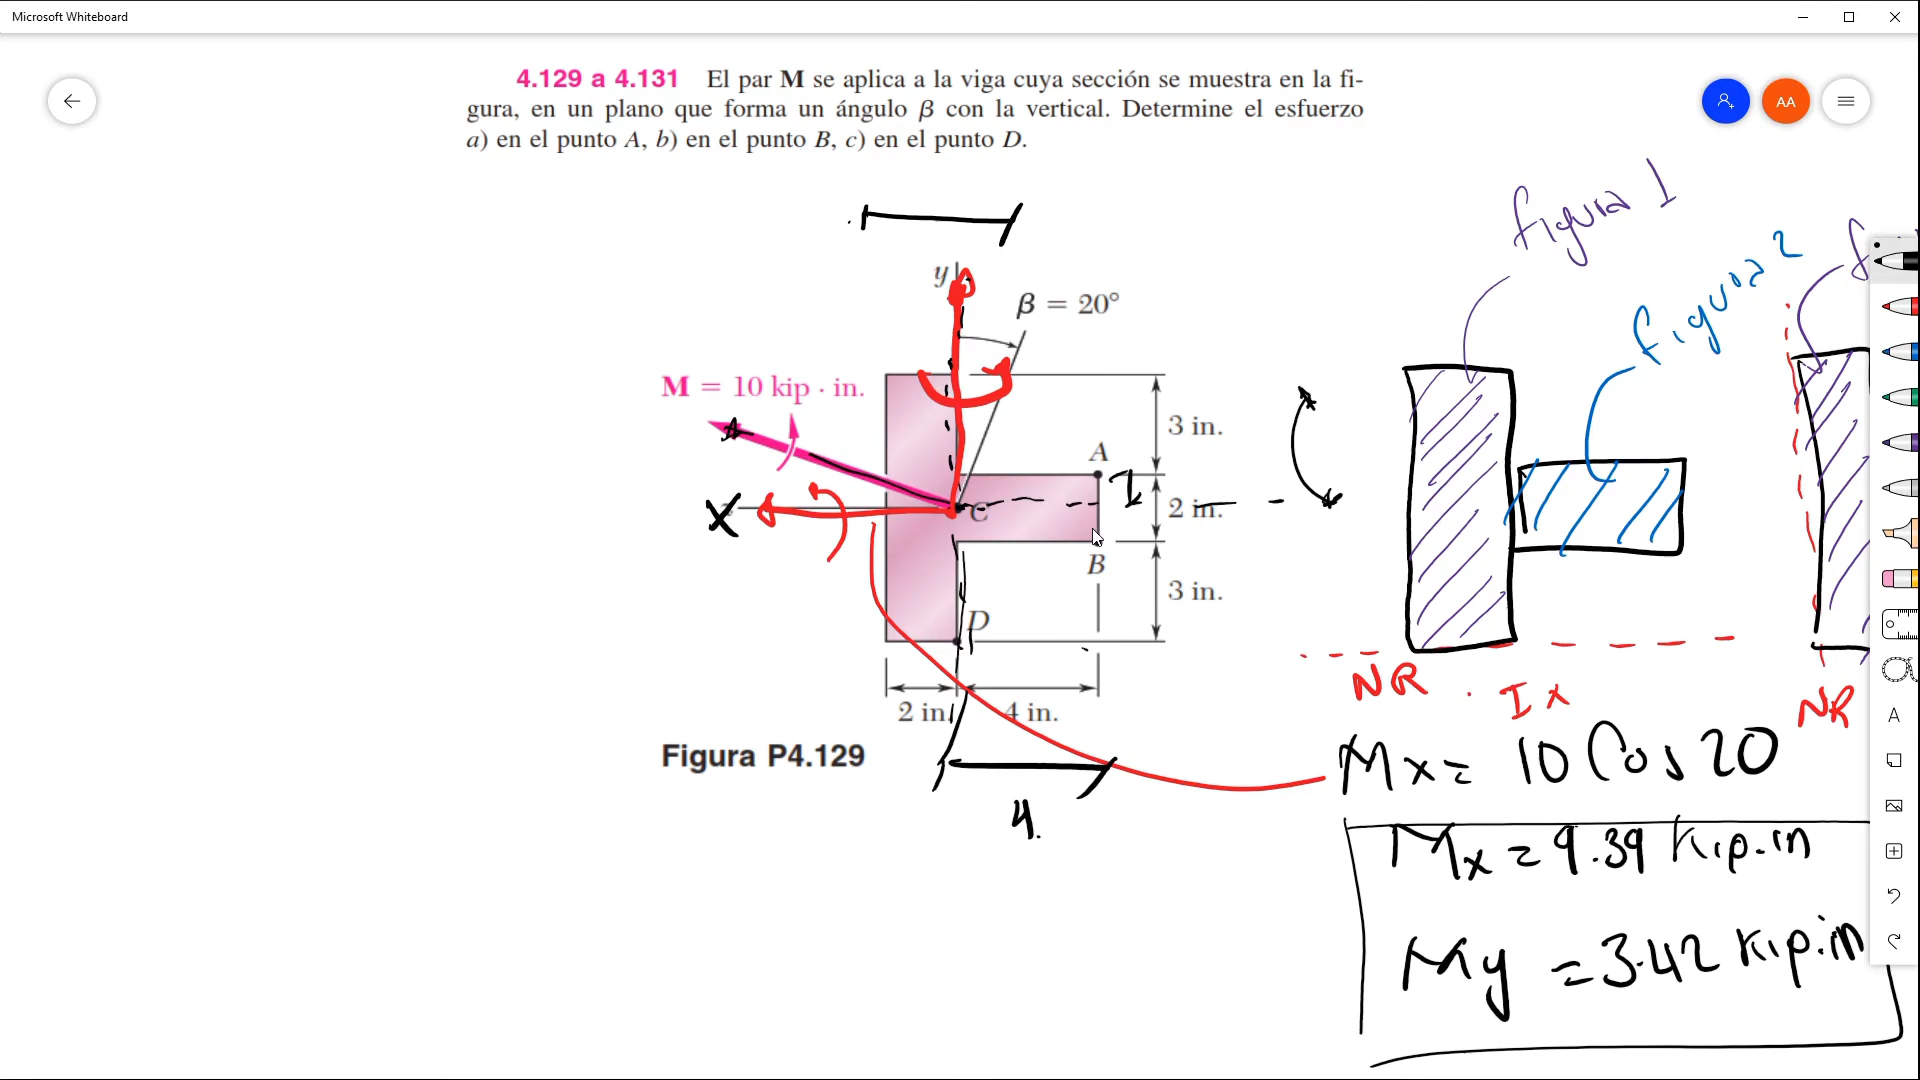 Microsoft Whiteboard
4.129 a 4.131 El par M se aplica a la viga cuya sección se muestra en la fi-
gura, en un plano que forma un ángulo β con la vertical. Determine el esfuerzo
a) en el punto A, b) en el punto B, c) en el punto D.
AA
figura 1
figura 2
y
β = 20°
M = 10 kip · in.
3 in.
A
X
C
2 in.
B
3 in.
D
2 in.
4 in.
NR
Ix
NR
Figura P4.129
4.
Mx = 10 Cos 20
Mx = 9.39 Kip.in
My = 3.42 Kip.in
A